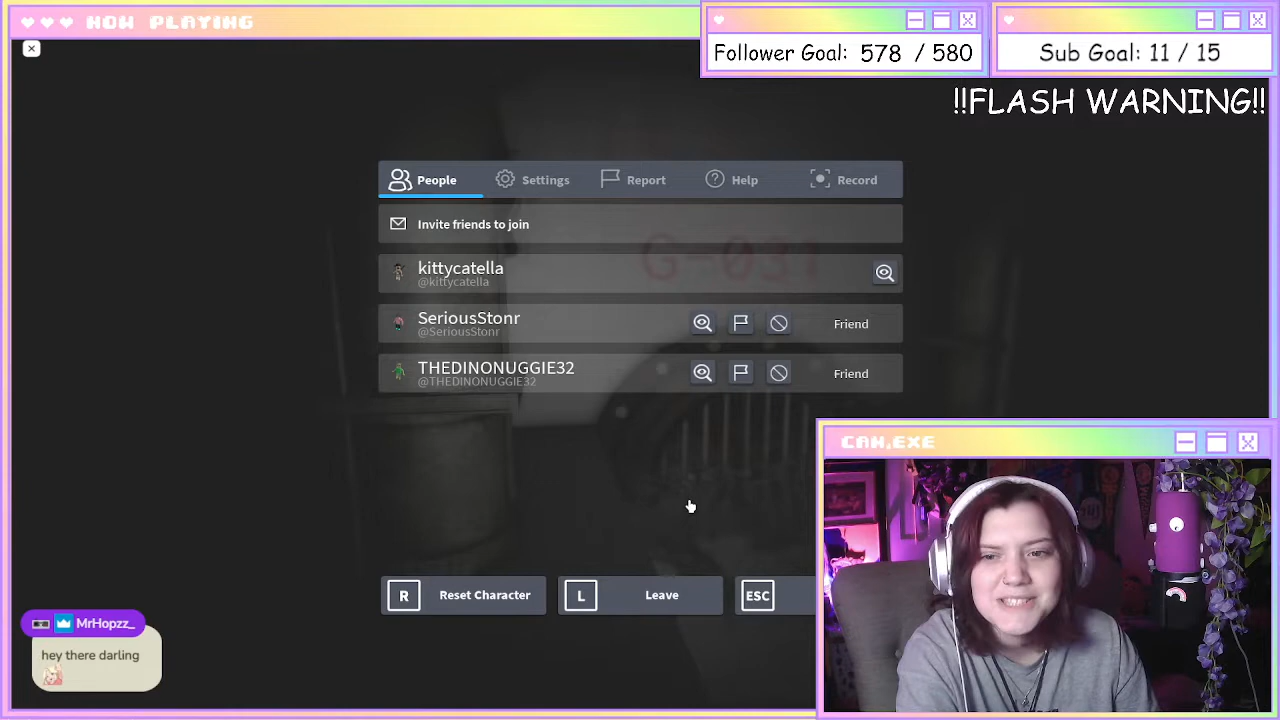 NOW PLAYING
Follower Goal: 578 / 580
Sub Goal: 11 / 15
!!FLASH WARNING!!
People
Settings
Report
Help
Record
Invite friends to join
G-031
kittycatella
@kittycatella
SeriousStonr
@SeriousStonr
Friend
THEDINONUGGIE32
@THEDINONUGGIE32
Friend
CAM.EXE
R
Reset Character
L
Leave
ESC
MrHopzz_
hey there darling